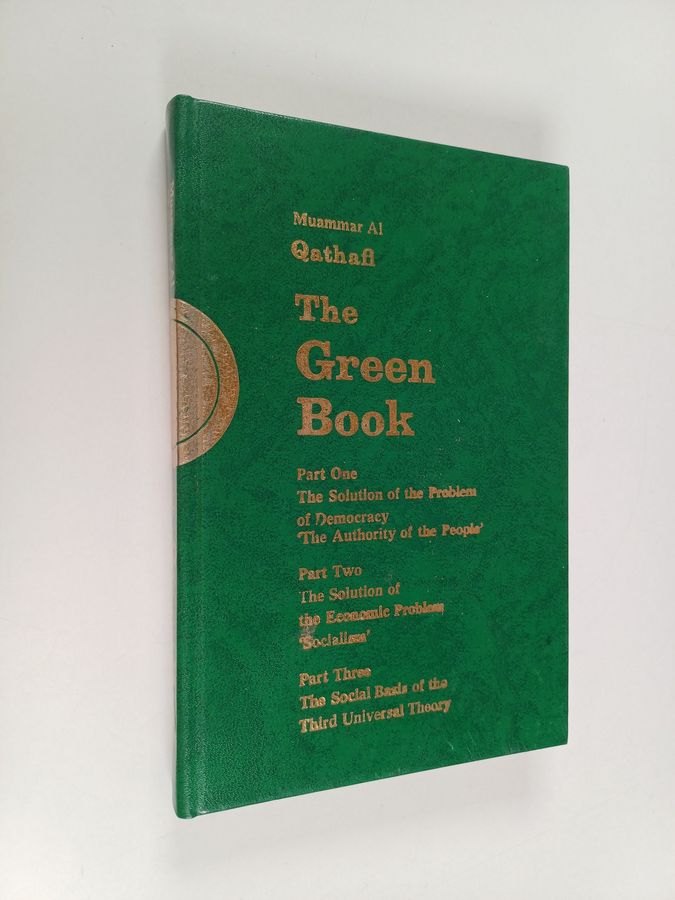 Muammar Al
Qathafi
The
Green
Book
Part One
The Solution of the Problem
of Democracy
'The Authority of the People'
Part Two
The Solution of
the Economic Problem
'Socialism'
Part Three
The Social Basis of the
Third Universal Theory